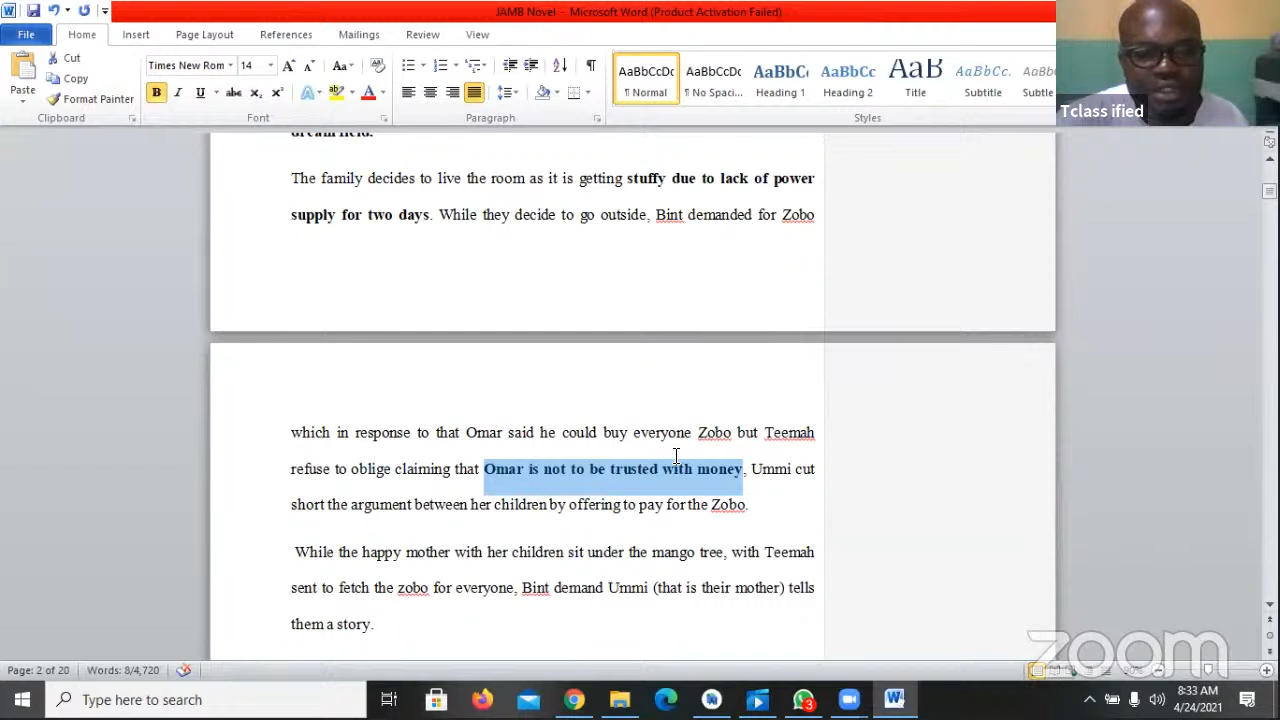 JAMB Novel - Microsoft Word (Product Activation Failed)
File Home Insert Page Layout References Mailings Review View
Cut
Copy
Format Painter
Paste
Times New Rom 14
AaBbCcDc AaBbCcDc AaBbC AaBbCc AaB AaBbCc.
¶ Normal ¶ No Spaci... Heading 1 Heading 2 Title Subtitle Subtle
Clipboard Font Paragraph Styles
Tclass ified
dream field.
The family decides to live the room as it is getting stuffy due to lack of power
supply for two days. While they decide to go outside, Bint demanded for Zobo
which in response to that Omar said he could buy everyone Zobo but Teemah
refuse to oblige claiming that Omar is not to be trusted with money, Ummi cut
short the argument between her children by offering to pay for the Zobo.
While the happy mother with her children sit under the mango tree, with Teemah
sent to fetch the zobo for everyone, Bint demand Ummi (that is their mother) tells
them a story.
zoom
Page: 2 of 20 Words: 8/4,720
Type here to search
3
8:33 AM
4/24/2021